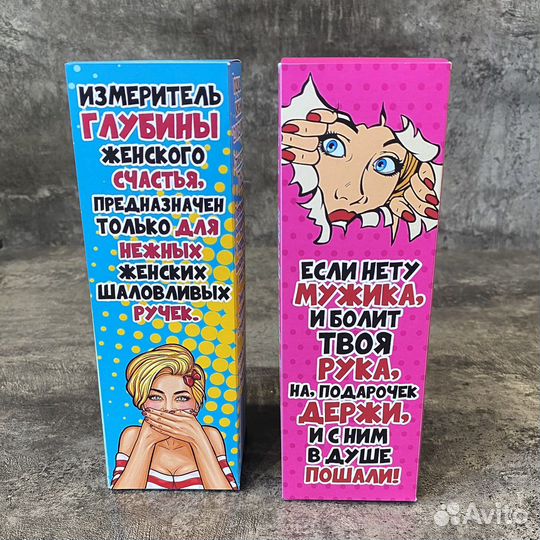 ИЗМЕРИТЕЛЬ
ГЛУБИНЫ
ЖЕНСКОГО
СЧАСТЬЯ,
ПРЕДНАЗНАЧЕН
ТОЛЬКО ДЛЯ
НЕЖНЫХ
ЖЕНСКИХ
ШАЛОВЛИВЫХ
РУЧЕК.
ЕСЛИ НЕТУ
МУЖИКА,
И БОЛИТ
ТВОЯ
РУКА,
НА, ПОДАРОЧЕК
ДЕРЖИ,
И С НИМ
В ДУШЕ
ПОШАЛИ!
Avito